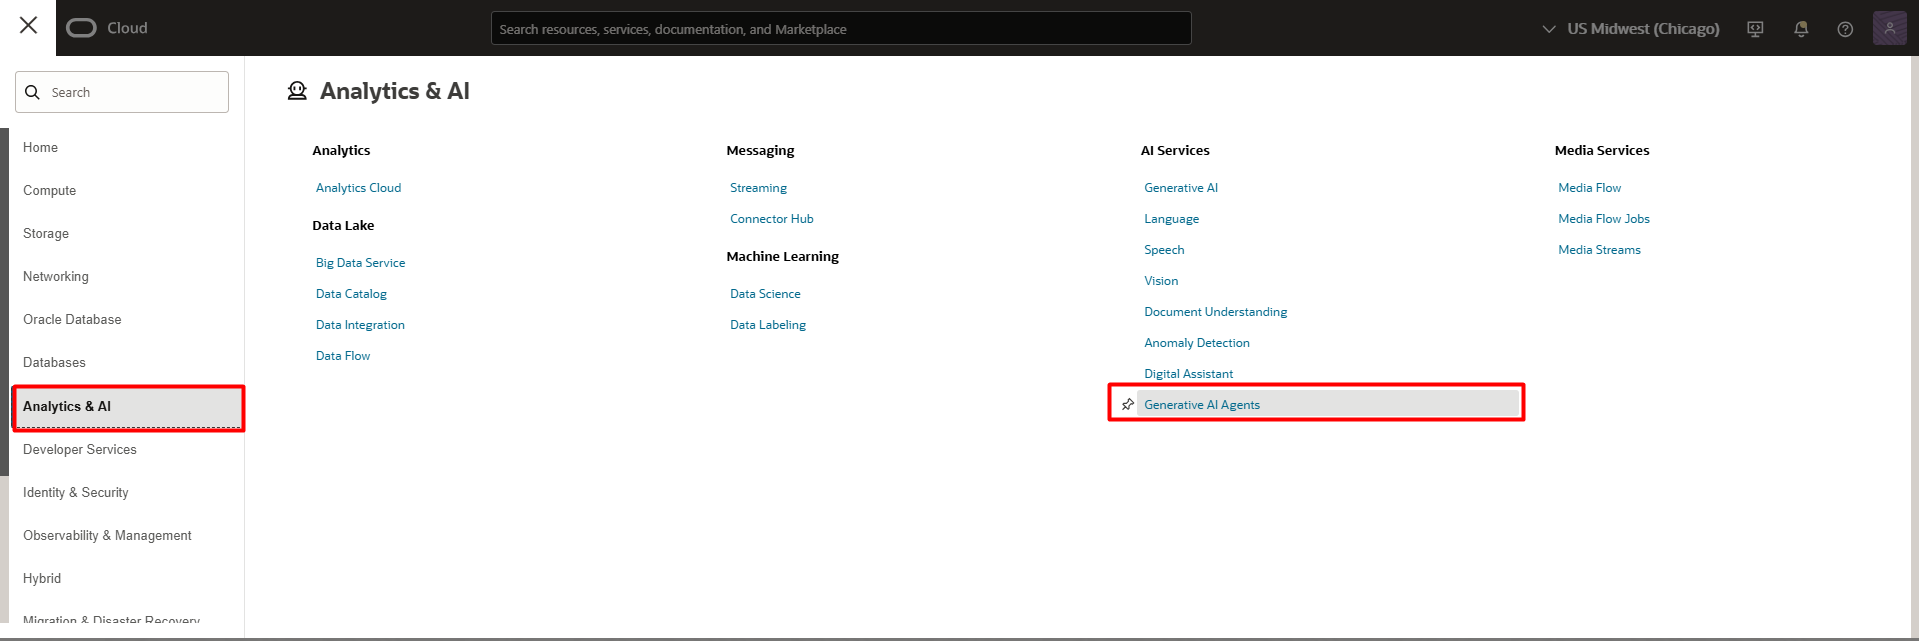 Cloud
Search resources, services, documentation, and Marketplace
US Midwest (Chicago)
Search
Home
Compute
Storage
Networking
Oracle Database
Databases
Analytics & AI
Developer Services
Identity & Security
Observability & Management
Hybrid
Migration & Disaster Recovery
Analytics & AI
Analytics
Analytics Cloud
Data Lake
Big Data Service
Data Catalog
Data Integration
Data Flow
Messaging
Streaming
Connector Hub
Machine Learning
Data Science
Data Labeling
AI Services
Generative AI
Language
Speech
Vision
Document Understanding
Anomaly Detection
Digital Assistant
Generative AI Agents
Media Services
Media Flow
Media Flow Jobs
Media Streams